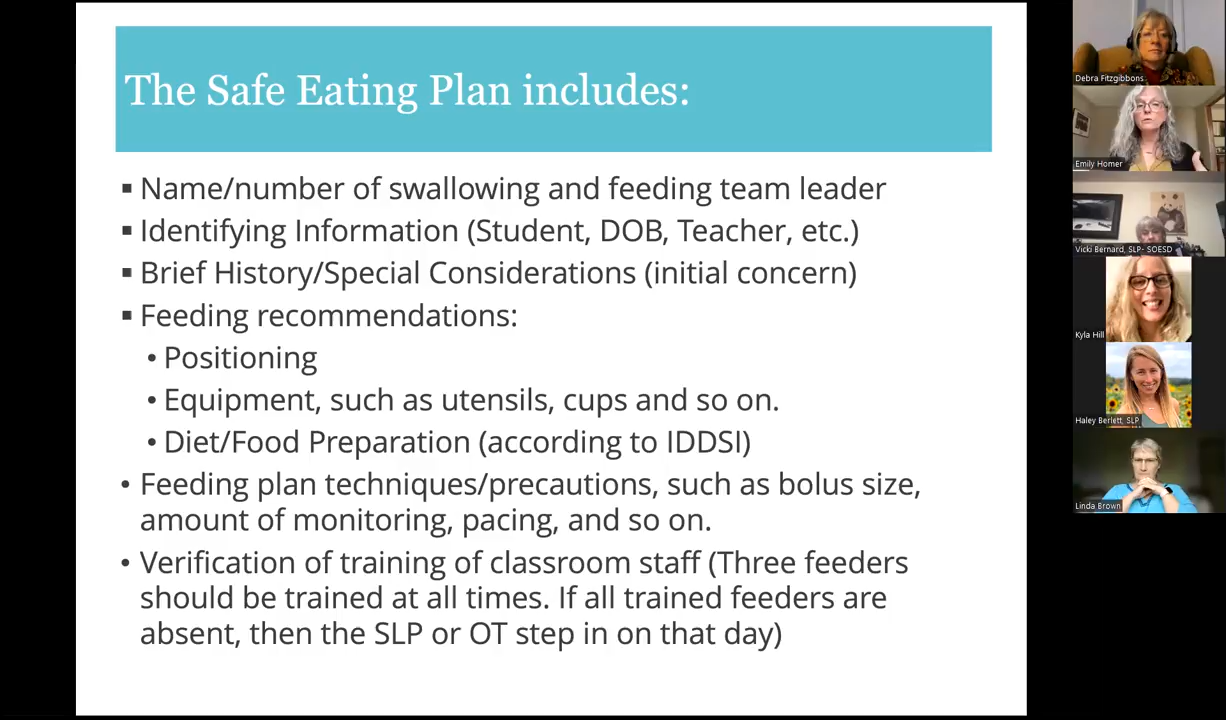 The Safe Eating Plan includes:
▪ Name/number of swallowing and feeding team leader
▪ Identifying Information (Student, DOB, Teacher, etc.)
▪ Brief History/Special Considerations (initial concern)
▪ Feeding recommendations:
• Positioning
• Equipment, such as utensils, cups and so on.
• Diet/Food Preparation (according to IDDSI)
• Feeding plan techniques/precautions, such as bolus size,
amount of monitoring, pacing, and so on.
• Verification of training of classroom staff (Three feeders
should be trained at all times. If all trained feeders are
absent, then the SLP or OT step in on that day)
Debra Fitzgibbons
Emily Homer
Vicki Bernard, SLP- SOESD
Kyla Hill
Haley Berlett, SLP
Linda Brown